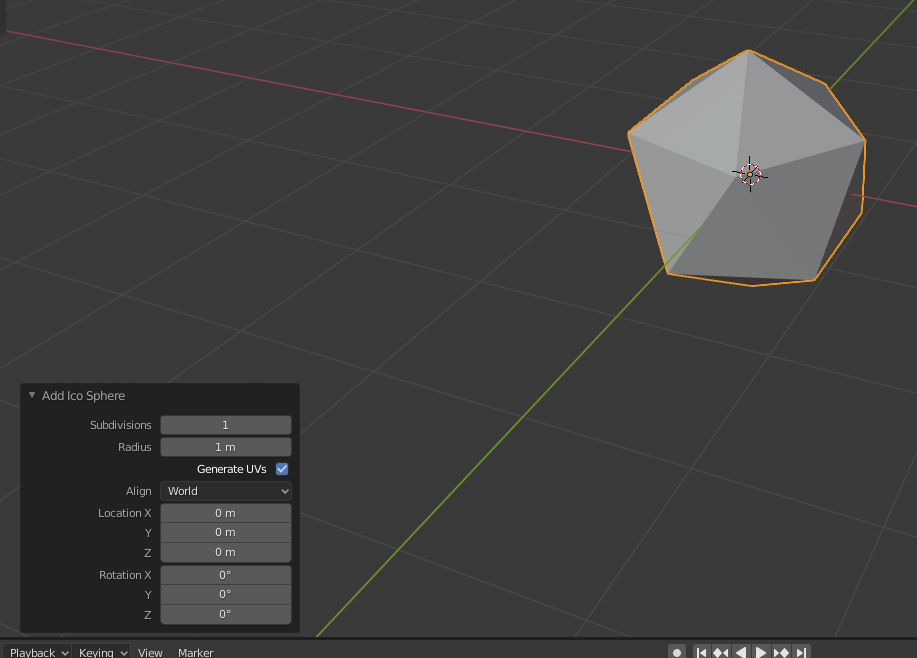 Add Ico Sphere
Subdivisions 1
Radius 1 m
Generate UVs
Align World
Location X 0 m
Y 0 m
Z 0 m
Rotation X 0°
Y 0°
Z 0°
Playback Keying View Marker